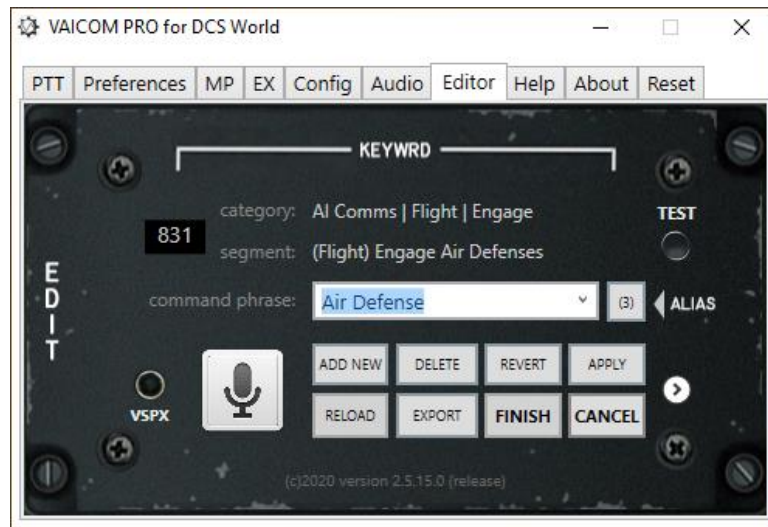 VAICOM PRO for DCS World
PTT Preferences MP EX Config Audio Editor Help About Reset
KEYWRD
831
category: AI Comms | Flight | Engage
segment: (Flight) Engage Air Defenses
TEST
EDIT
command phrase: Air Defense (3) ALIAS
ADD NEW DELETE REVERT APPLY
VSPX
RELOAD EXPORT FINISH CANCEL
(c)2020 version 2.5.15.0 (release)